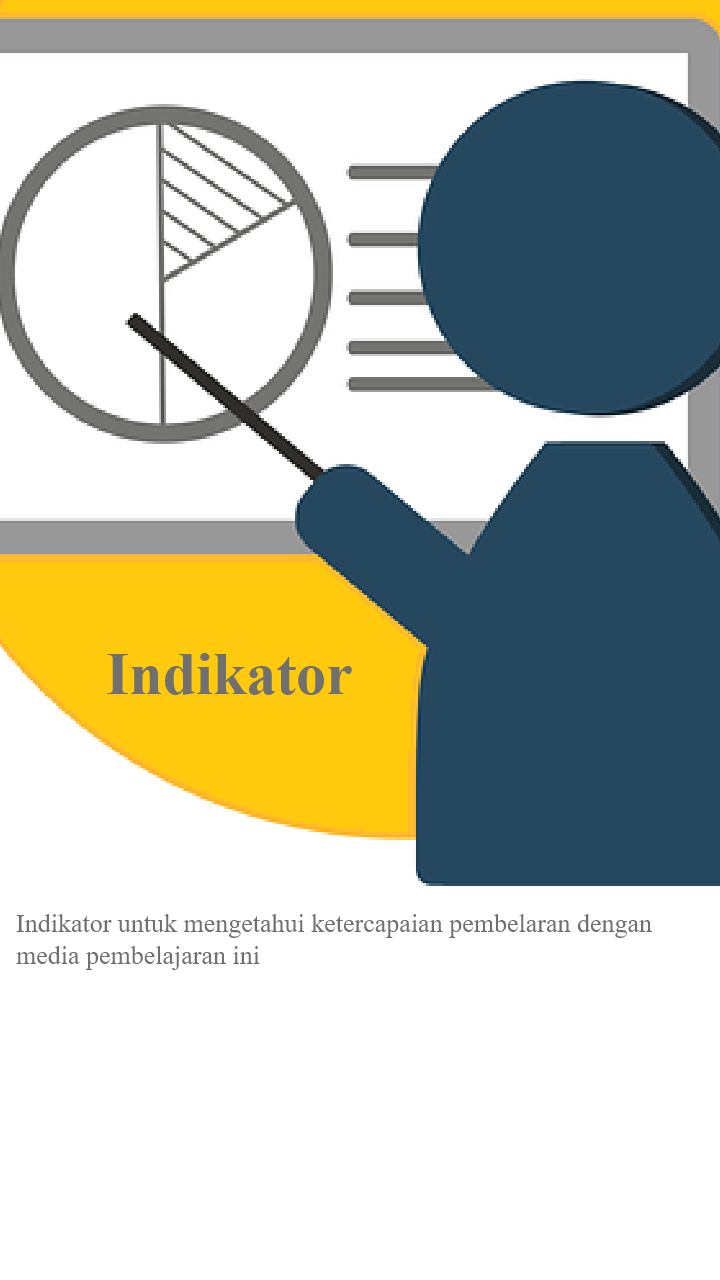 Indikator
Indikator untuk mengetahui ketercapaian pembelaran dengan
media pembelajaran ini